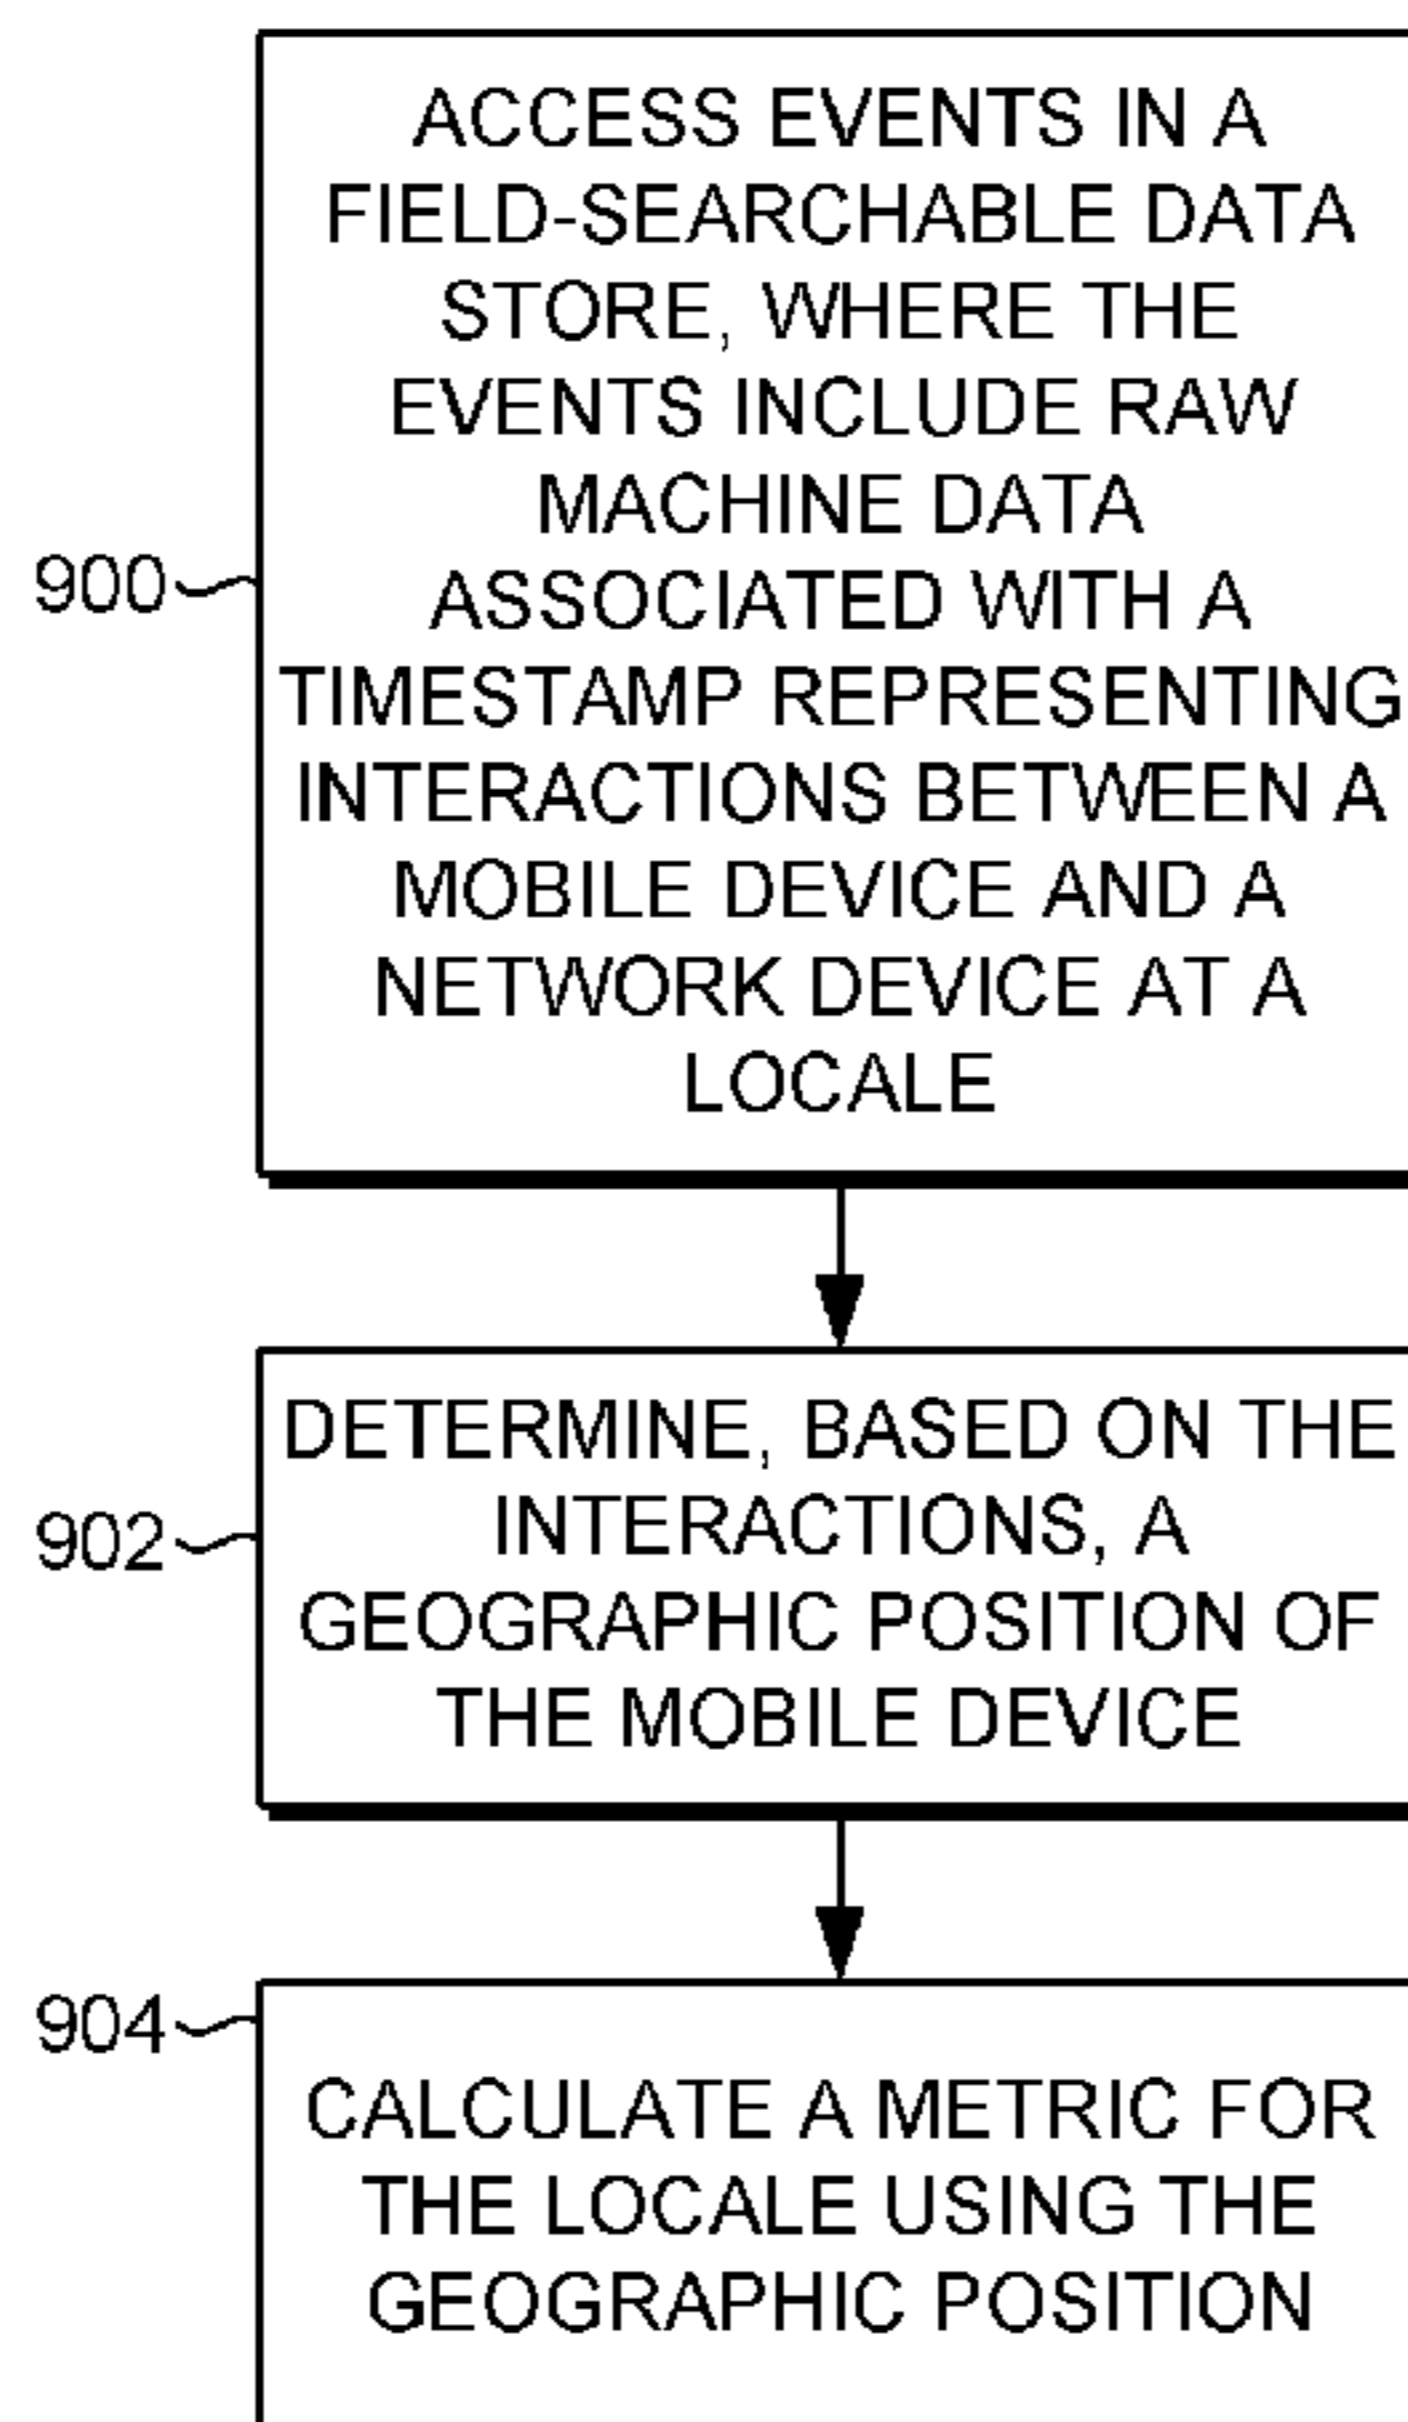 ACCESS EVENTS IN A
FIELD-SEARCHABLE DATA
STORE, WHERE THE
EVENTS INCLUDE RAW
MACHINE DATA
900
ASSOCIATED WITH A
TIMESTAMP REPRESENTING
INTERACTIONS BETWEEN A
MOBILE DEVICE AND A
NETWORK DEVICE AT A
LOCALE
DETERMINE, BASED ON THE
902
INTERACTIONS, A
GEOGRAPHIC POSITION OF
THE MOBILE DEVICE
904
CALCULATE A METRIC FOR
THE LOCALE USING THE
GEOGRAPHIC POSITION